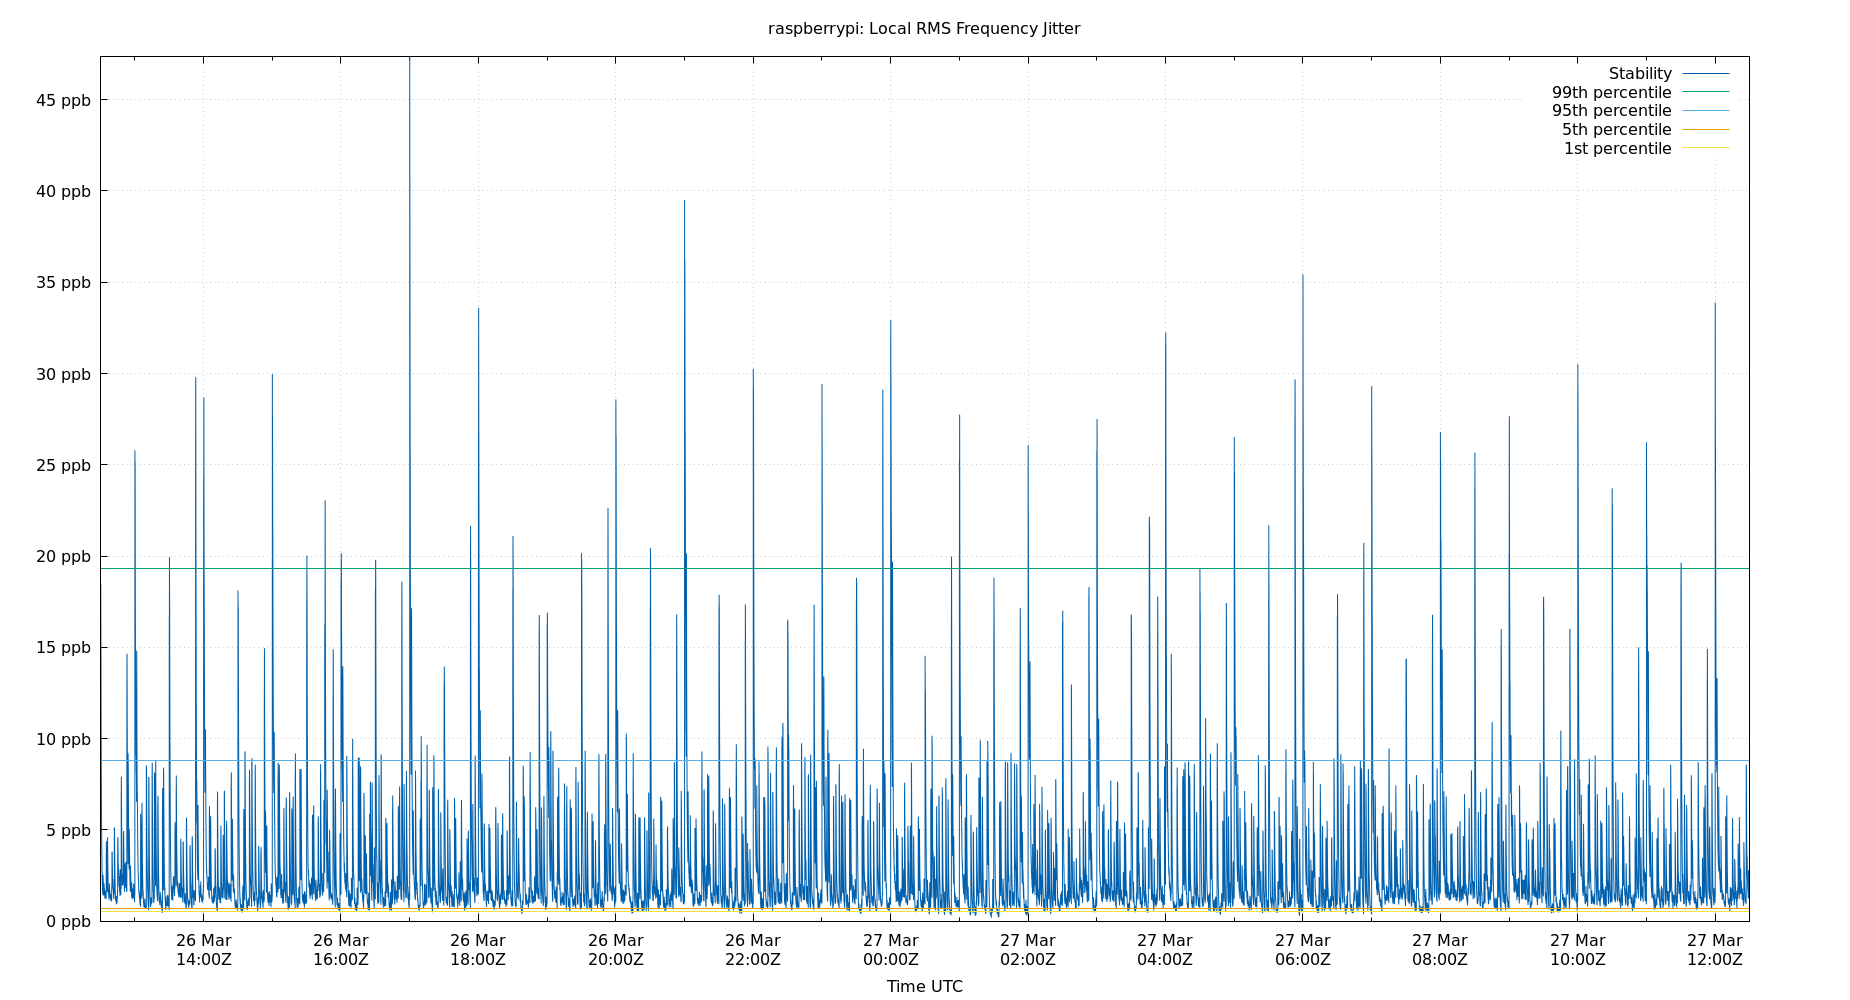 raspberrypi: Local RMS Frequency Jitter
Stability
99th percentile
95th percentile
5th percentile
1st percentile
45 ppb
40 ppb
35 ppb
30 ppb
25 ppb
20 ppb
15 ppb
10 ppb
5 ppb
0 ppb
26 Mar 26 Mar 26 Mar 26 Mar 26 Mar 27 Mar 27 Mar 27 Mar 27 Mar 27 Mar 27 Mar 27 Mar
14:00Z 16:00Z 18:00Z 20:00Z 22:00Z 00:00Z 02:00Z 04:00Z 06:00Z 08:00Z 10:00Z 12:00Z
Time UTC